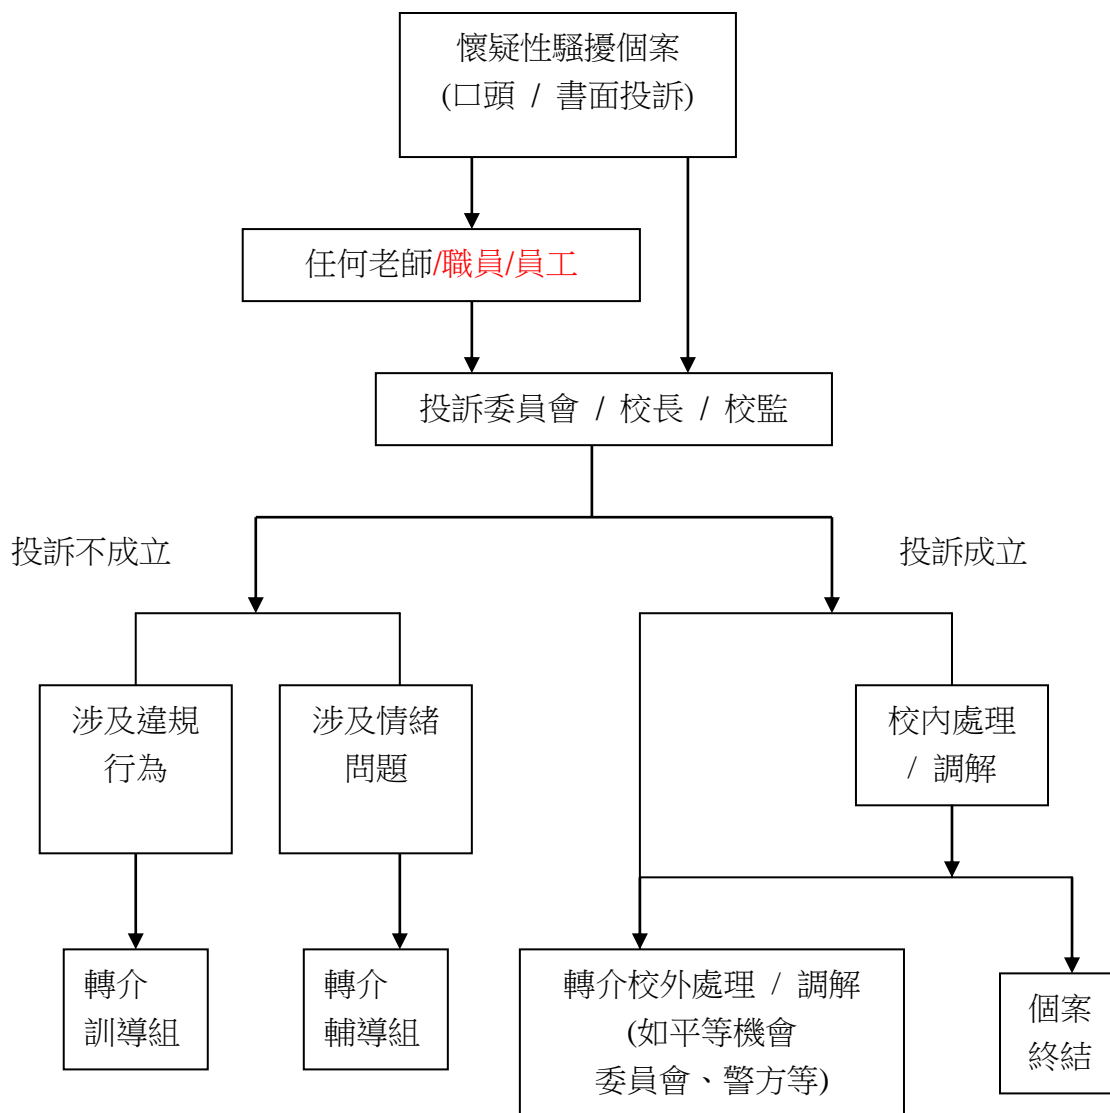 懷疑性騷擾個案
(口頭 / 書面投訴)
任何老師/職員/員工
投訴委員會 / 校長 / 校監
投訴不成立
投訴成立
涉及違規
行為
涉及情緒
問題
校內處理
/ 調解
轉介
訓導組
轉介
輔導組
轉介校外處理 / 調解
(如平等機會
委員會、警方等)
個案
終結